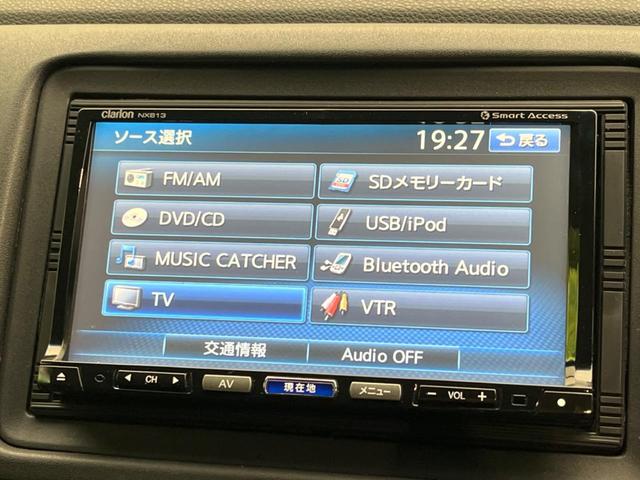 Clarion NX813
Smart Access
ソース選択
19:27
戻る
FM/AM
SDメモリーカード
DVD/CD
USB/iPod
MUSIC CATCHER
Bluetooth Audio
TV
VTR
交通情報
Audio OFF
CH
AV
現在地
メニュー
− VOL +